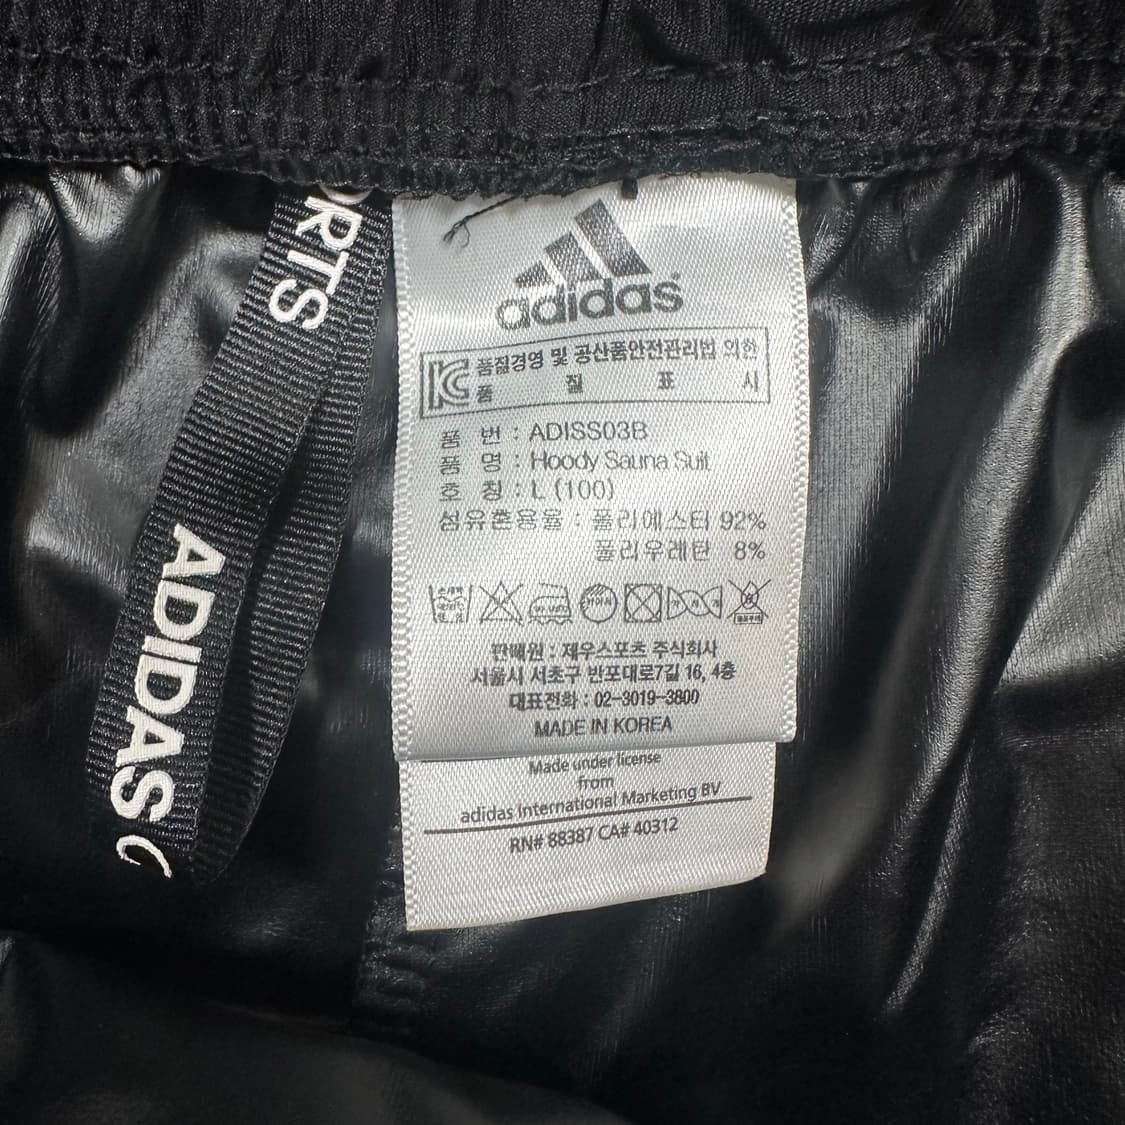 ORTS
ADIDAS C
adidas®
품질경영 및 공산품안전관리법 의한
품 질 표 시
품 번 : ADISS03B
품 명 : Hoody Sauna Suit
호 칭 : L (100)
섬유혼용율 : 폴리에스터 92%
폴리우레탄 8%
판매원 : 제우스포츠 주식회사
서울시 서초구 반포대로7길 16, 4층
대표전화 : 02-3019-3800
MADE IN KOREA
Made under license
from
adidas International Marketing BV
RN# 88387 CA# 40312